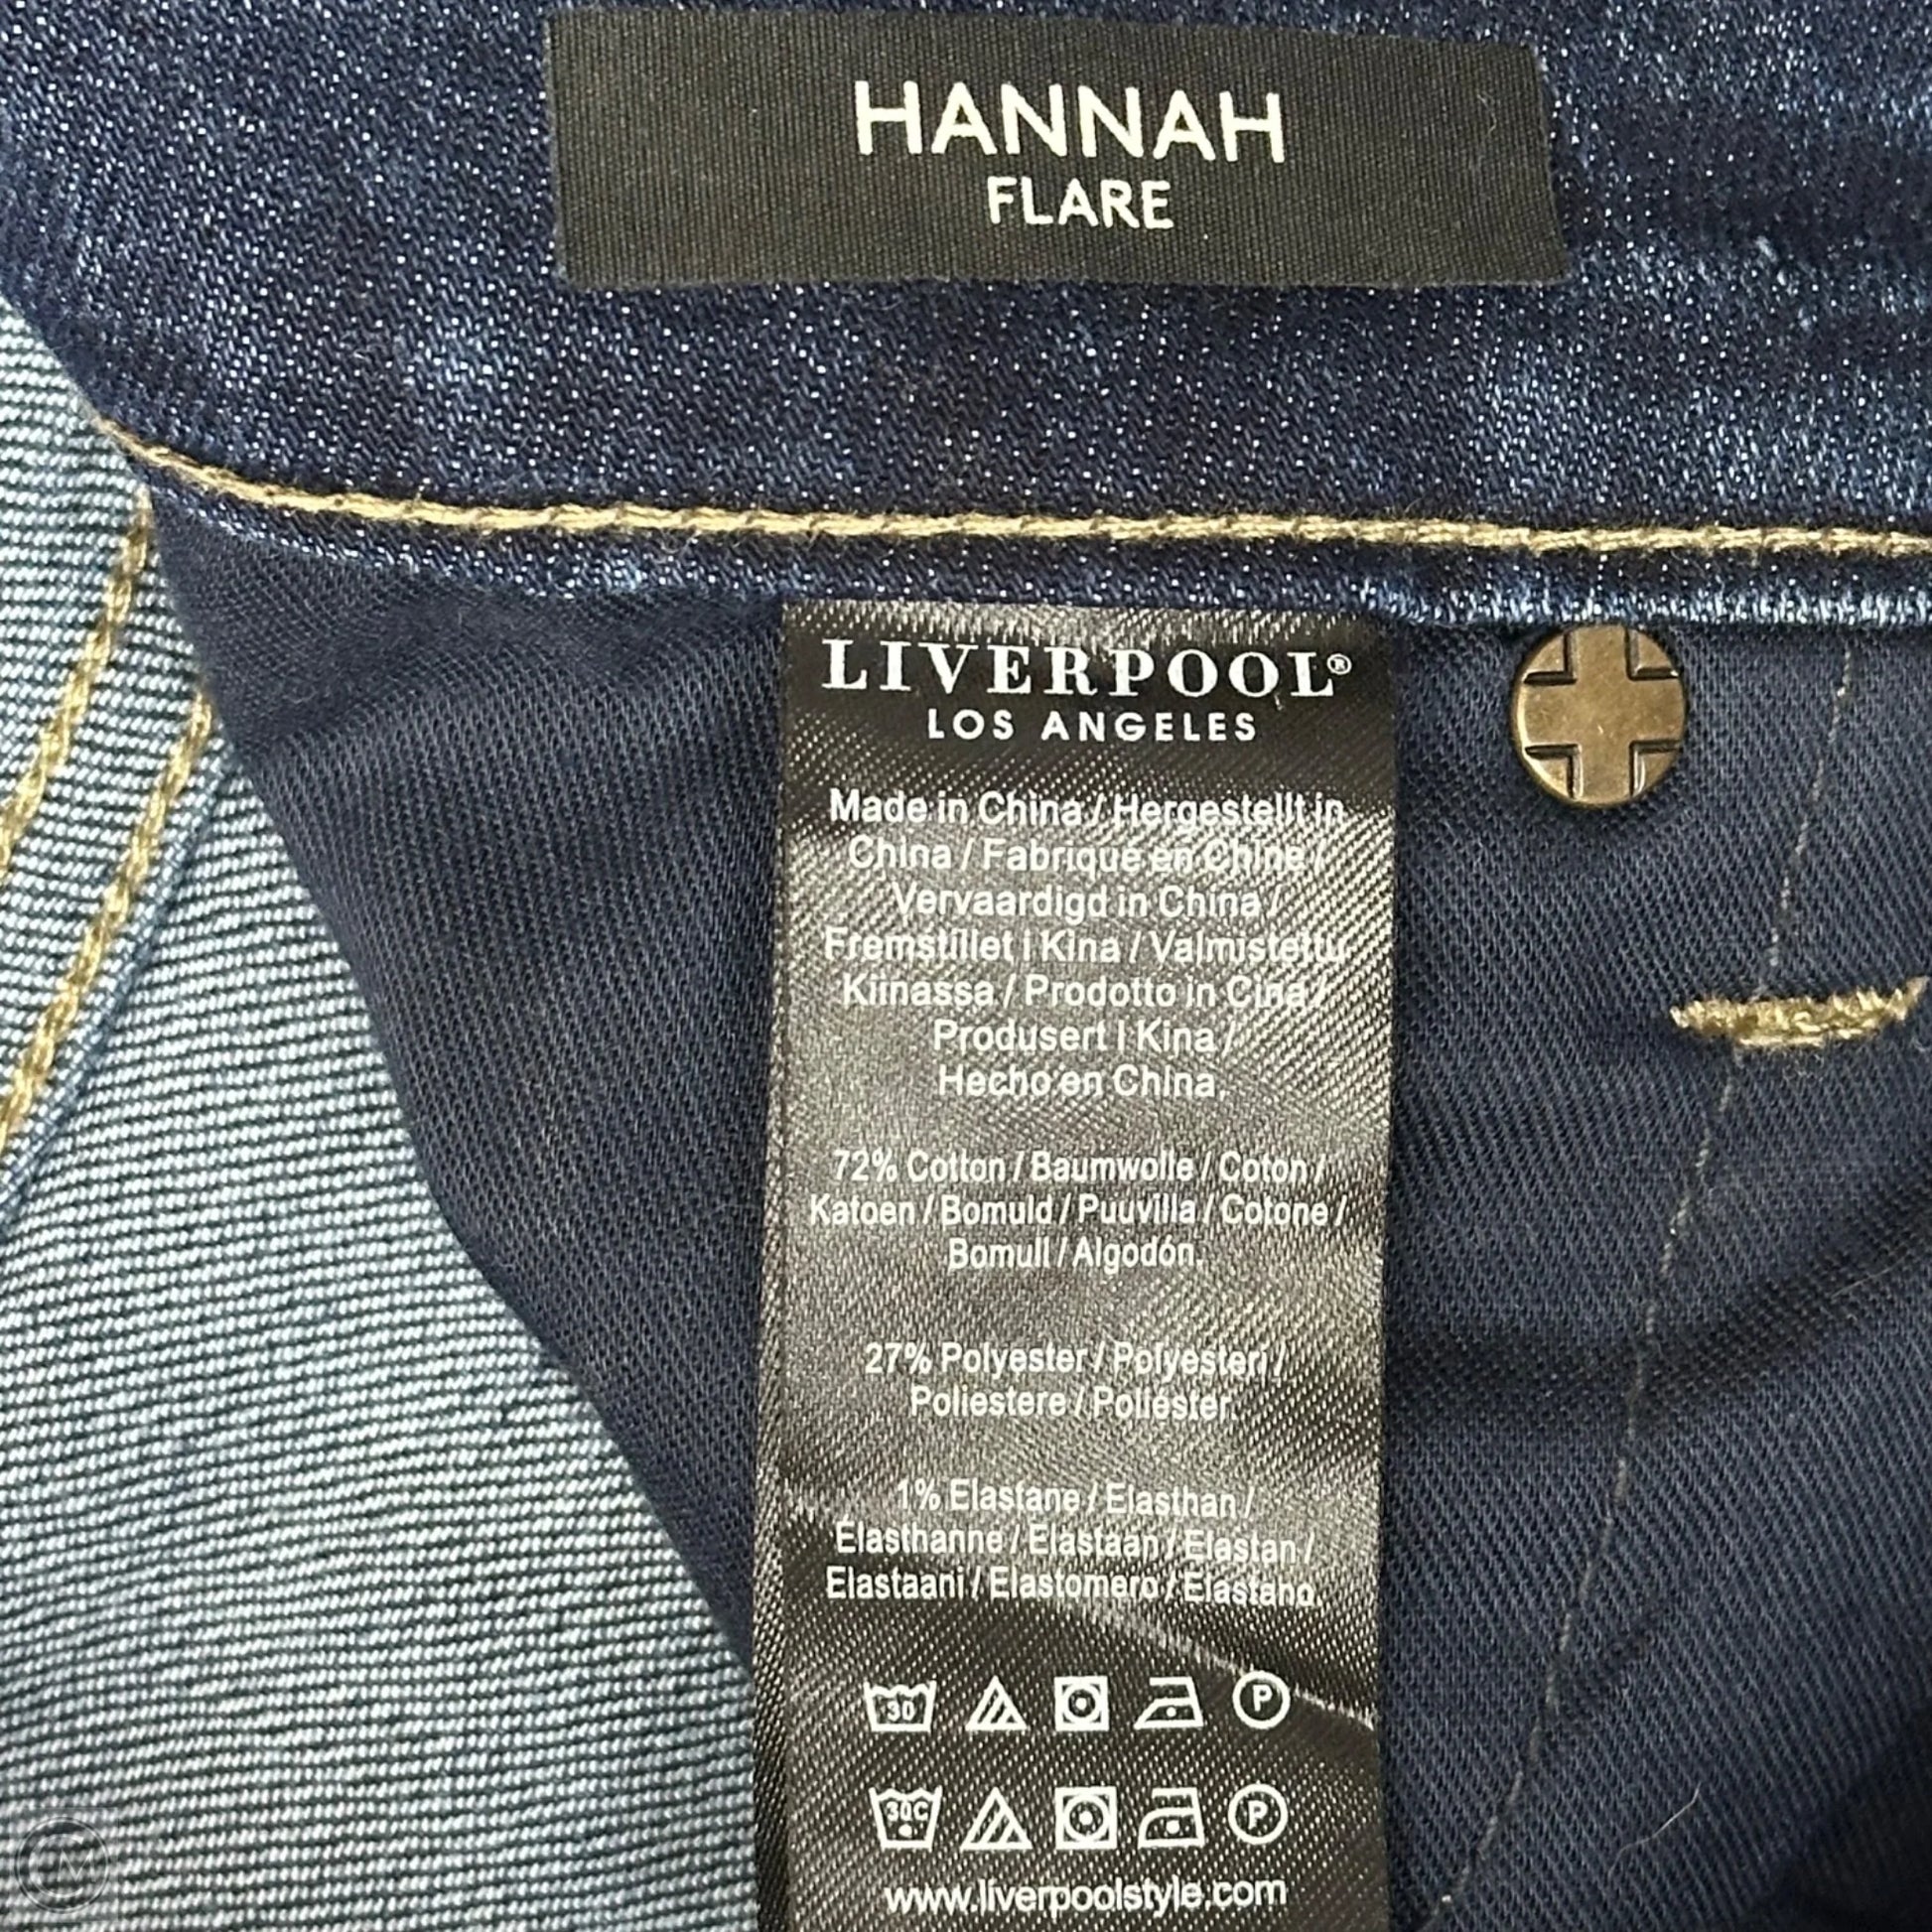 HANNAH
FLARE
LIVERPOOL®
LOS ANGELES
Made in China / Hergestellt in
China / Fabriqué en Chine /
Vervaardigd in China /
Fremstillet I Kina / Valmistettu
Kiinassa / Prodotto in Cina /
Produsert I Kina /
Hecho en China.
72% Cotton / Baumwolle / Coton /
Katoen / Bomuld / Puuvilla / Cotone /
Bomull / Algodón.
27% Polyester / Polyesteri /
Poliestere / Poliéster.
1% Elastane / Elasthan /
Elasthanne / Elastaan / Elastan /
Elastaani / Elastomero / Elastano.
30 P
30C P
www.liverpoolstyle.com
CM